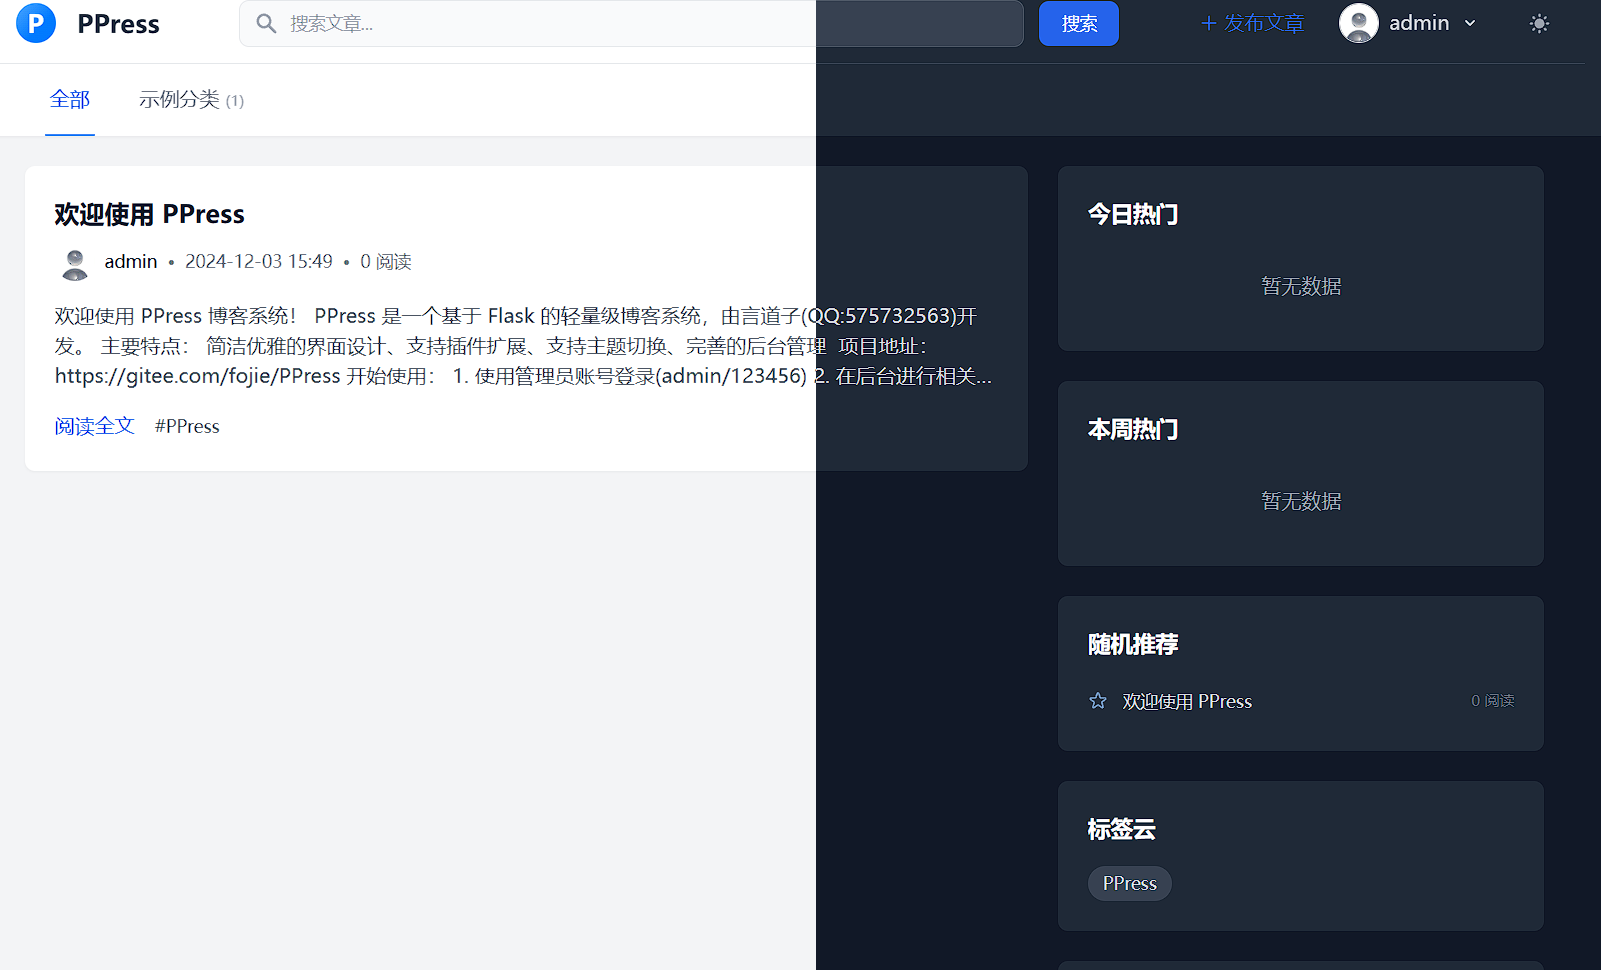 P PPress
搜索文章...
搜索
+ 发布文章
admin
全部
示例分类 (1)
欢迎使用 PPress
admin • 2024-12-03 15:49 • 0 阅读
欢迎使用 PPress 博客系统！ PPress 是一个基于 Flask 的轻量级博客系统，由言道子(QQ:575732563)开
发。 主要特点： 简洁优雅的界面设计、支持插件扩展、支持主题切换、完善的后台管理 项目地址：
https://gitee.com/fojie/PPress 开始使用： 1. 使用管理员账号登录(admin/123456) 2. 在后台进行相关...
阅读全文 #PPress
今日热门
暂无数据
本周热门
暂无数据
随机推荐
欢迎使用 PPress
0 阅读
标签云
PPress